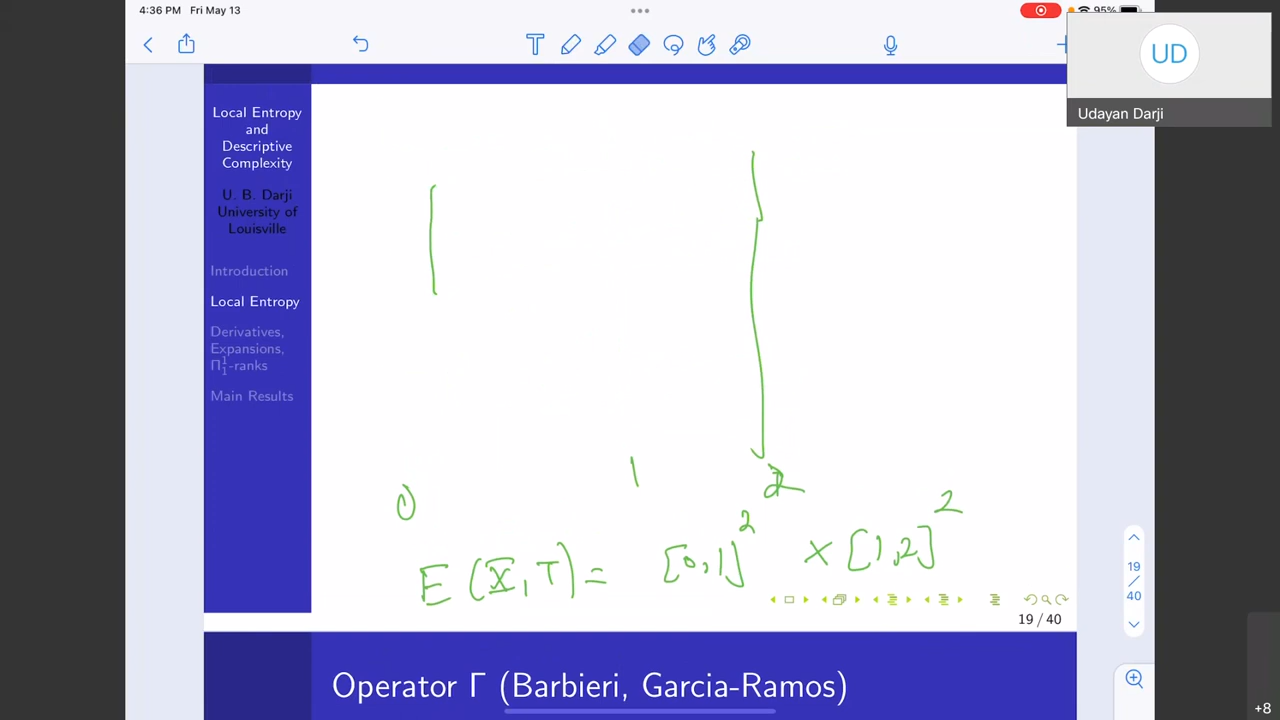 4:36 PM Fri May 13
95%
UD
Udayan Darji
Local Entropy
and
Descriptive
Complexity
U. B. Darji
University of
Louisville
Introduction
Local Entropy
Derivatives,
Expansions,
Π¹₁-ranks
Main Results
0 1 2
E (X, T) = [0,1]² × [1,2]²
19 / 40
19
/
40
Operator Γ (Barbieri, Garcia-Ramos)
+8